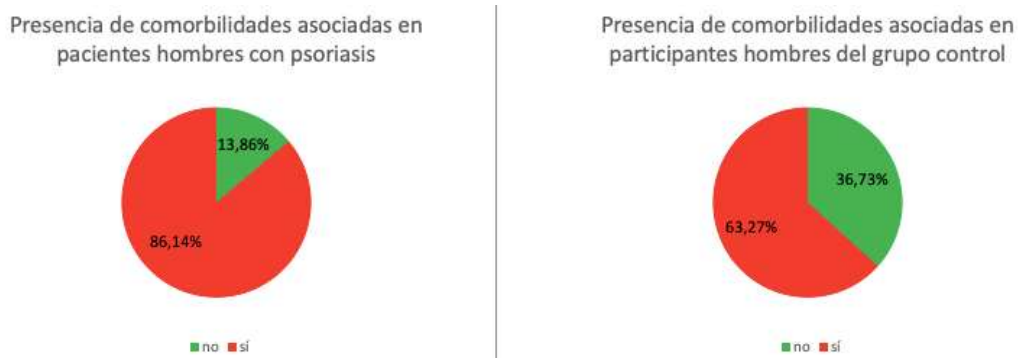 Presencia de comorbilidades asociadas en
pacientes hombres con psoriasis
13,86%
86,14%
no sí
Presencia de comorbilidades asociadas en
participantes hombres del grupo control
36,73%
63,27%
no sí